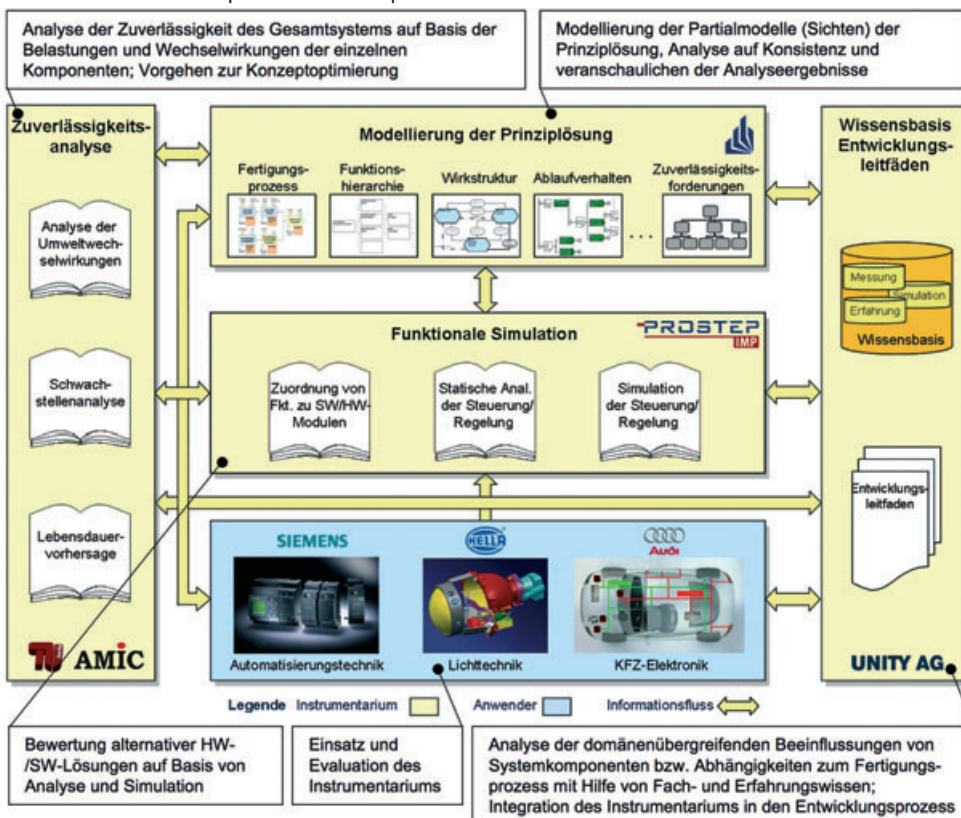 Analyse der Zuverlässigkeit des Gesamtsystems auf Basis der
Belastungen und Wechselwirkungen der einzelnen
Komponenten; Vorgehen zur Konzeptoptimierung
Modellierung der Partialmodelle (Sichten) der
Prinziplösung, Analyse auf Konsistenz und
veranschaulichen der Analyseergebnisse
Zuverlässigkeits-
analyse
Analyse der
Umweltwech-
selwirkungen
Schwach-
stellenanalyse
Lebensdauer-
vorhersage
AMIC
Modellierung der Prinziplösung
Fertigungs-
prozess
Funktions-
hierarchie
Wirkstruktur
Ablaufverhalten
Zuverlässigkeits-
forderungen
...
Funktionale Simulation
PROSTEP
IMP
Zuordnung von
Fkt. zu SW/HW-
Modulen
Statische Anal.
der Steuerung/
Regelung
Simulation
der Steuerung/
Regelung
SIEMENS
HELLA
Audi
Automatisierungstechnik
Lichttechnik
KFZ-Elektronik
Wissensbasis
Entwicklungs-
leitfäden
Messung
Simulation
Erfahrung
Wissensbasis
Entwicklungs-
leitfaden
UNITY AG
Legende Instrumentarium
Anwender
Informationsfluss
Bewertung alternativer HW-
/SW-Lösungen auf Basis von
Analyse und Simulation
Einsatz und
Evaluation des
Instrumentariums
Analyse der domänenübergreifenden Beeinflussungen von
Systemkomponenten bzw. Abhängigkeiten zum Fertigungs-
prozess mit Hilfe von Fach- und Erfahrungswissen;
Integration des Instrumentariums in den Entwicklungsprozess